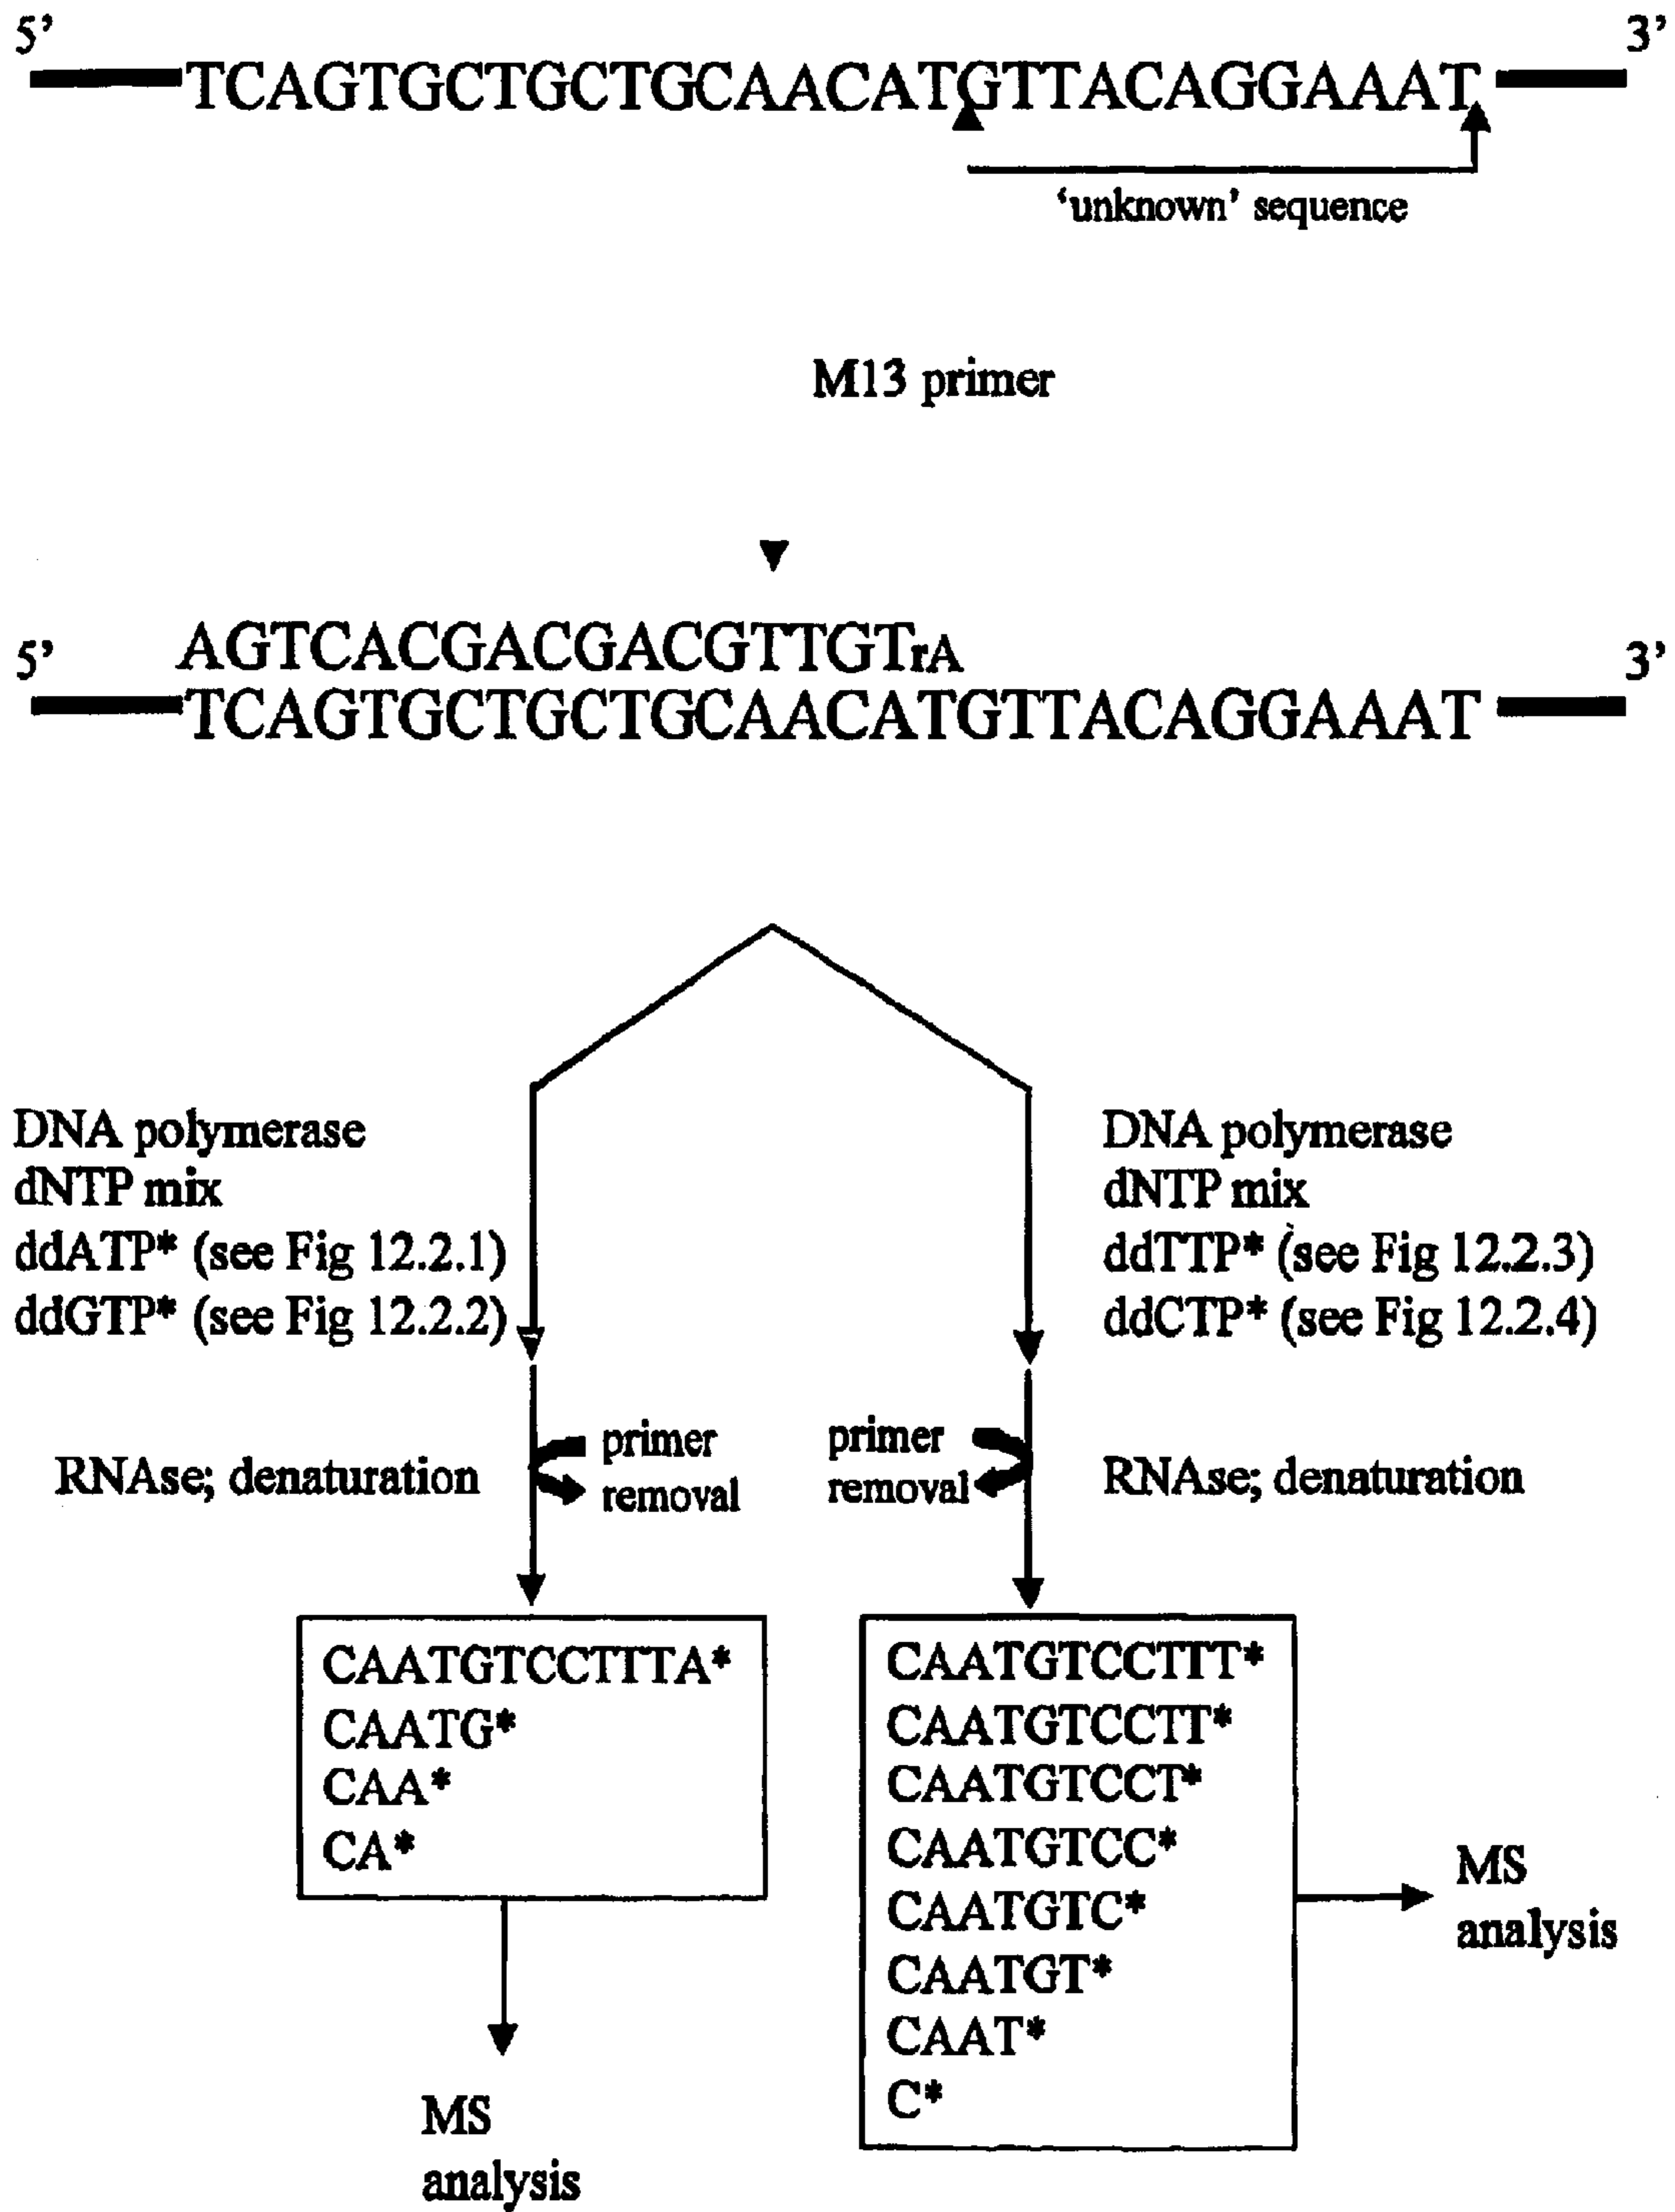 5’ 3’
TCAGTGCTGCTGCAACATGTTACAGGAAAT
‘unknown’ sequence
M13 primer
AGTCACGACGACGTTGTrA
5’ 3’
TCAGTGCTGCTGCAACATGTTACAGGAAAT
DNA polymerase
dNTP mix
ddATP* (see Fig 12.2.1)
ddGTP* (see Fig 12.2.2)
DNA polymerase
dNTP mix
ddTTP* (see Fig 12.2.3)
ddCTP* (see Fig 12.2.4)
RNAse; denaturation
primer
removal
primer
removal
RNAse; denaturation
CAATGTCCTTTA*
CAATG*
CAA*
CA*
MS
analysis
CAATGTCCTTT*
CAATGTCCTT*
CAATGTCCT*
CAATGTCC*
CAATGTC*
CAATGT*
CAAT*
C*
MS
analysis